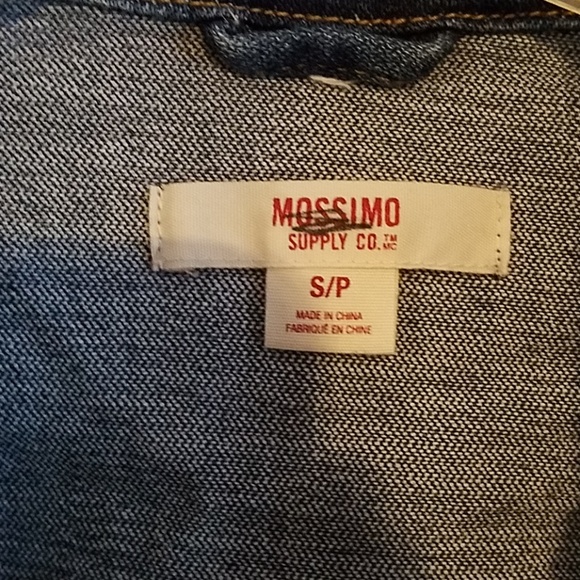 MOSSIMO
SUPPLY CO.™ MC
S/P
MADE IN CHINA
FABRIQUÉ EN CHINE